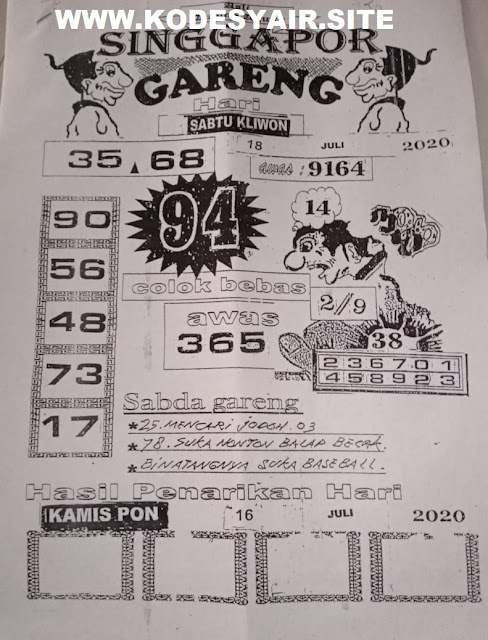 WWW.KODESYAIR.SITE
SINGGAPOR
GARENG
Hari
SABTU KLIWON
18 JULI 2020
35.68
awas : 9164
90
94
14
56
colok bebas
2//9
awas
48
365
38
236701
458923
73
17
Sabda gareng
*25. MENCARI JODOH. 03
*78. SUKA NONTON BALAP BECAK.
*BINATANGNYA SUKA BASEBALL.
Hasil Penarikan Hari
KAMIS PON 16 JULI 2020